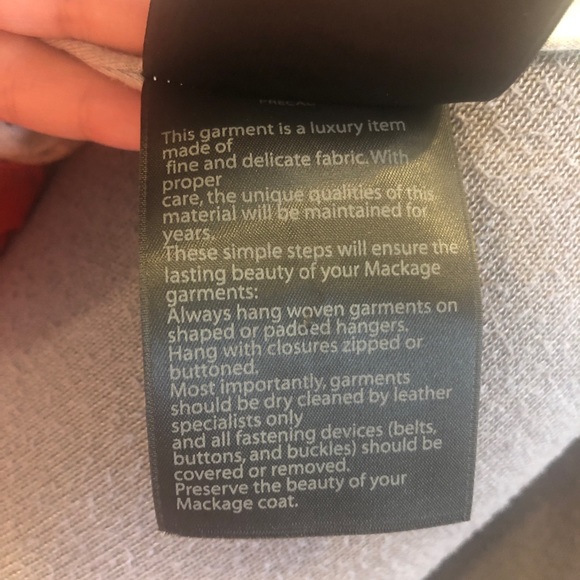 This garment is a luxury item
made of
fine and delicate fabric. With
proper
care, the unique qualities of this
material will be maintained for
years.
These simple steps will ensure the
lasting beauty of your Mackage
garments:
Always hang woven garments on
shaped or padded hangers.
Hang with closures zipped or
buttoned.
Most importantly, garments
should be dry cleaned by leather
specialists only
and all fastening devices (belts,
buttons, and buckles) should be
covered or removed.
Preserve the beauty of your
Mackage coat.